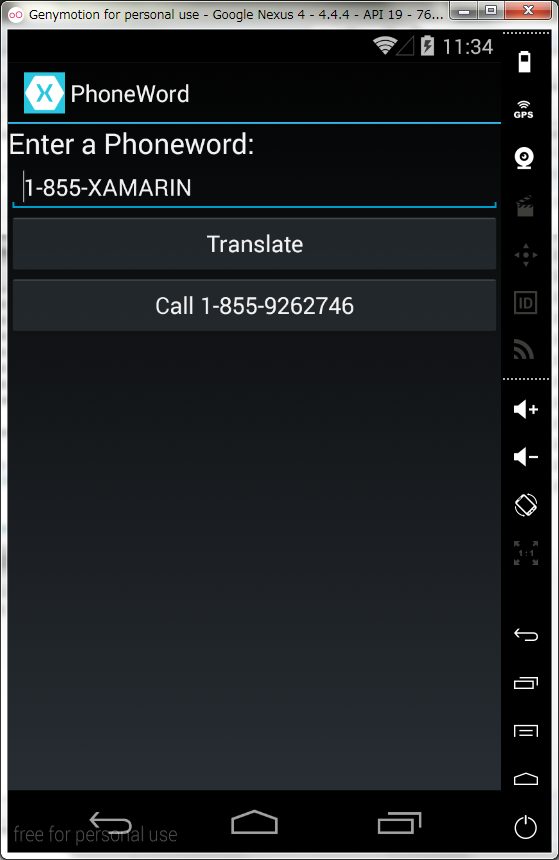 Genymotion for personal use - Google Nexus 4 - 4.4.4 - API 19 - 76...
11:34
PhoneWord
GPS
Enter a Phoneword:
1-855-XAMARIN
Translate
Call 1-855-9262746
ID
1:1
free for personal use